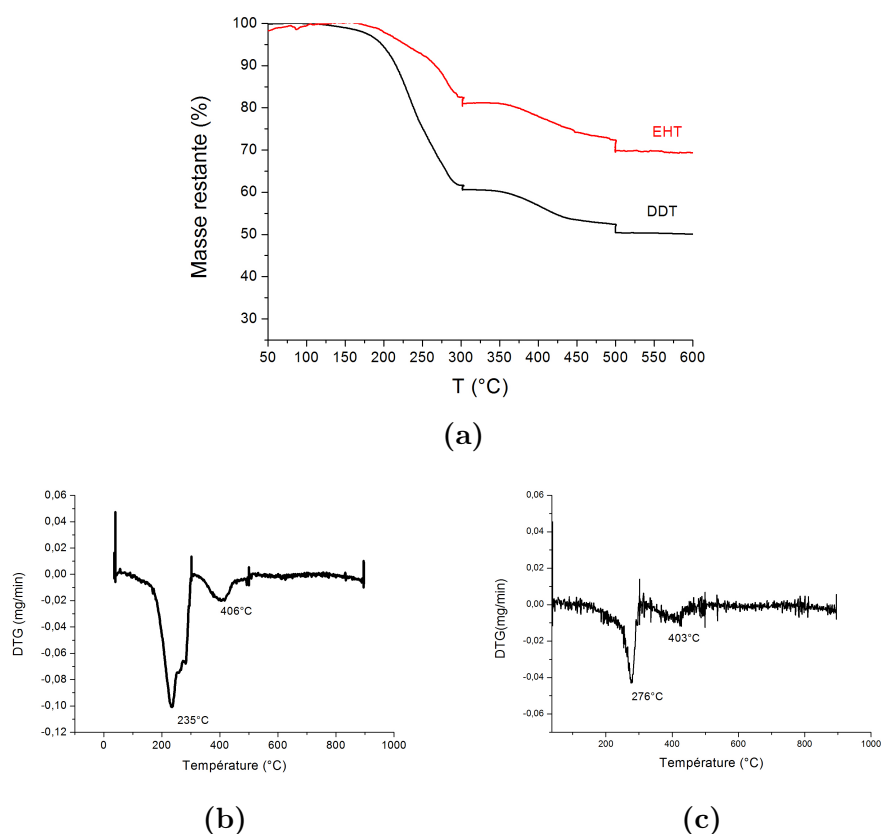 100
90
80
70
60
50
40
30
Masse restante (%)
EHT
DDT
50 100 150 200 250 300 350 400 450 500 550 600
T (°C)
(a)
0,06
0,04
0,02
0,00
-0,02
-0,04
-0,06
-0,08
-0,10
-0,12
DTG (mg/min)
406°C
235°C
0 200 400 600 800 1000
Température (°C)
(b)
0,06
0,04
0,02
0,00
-0,02
-0,04
-0,06
DTG(mg/min)
403°C
276°C
200 400 600 800 1000
Température (°C)
(c)